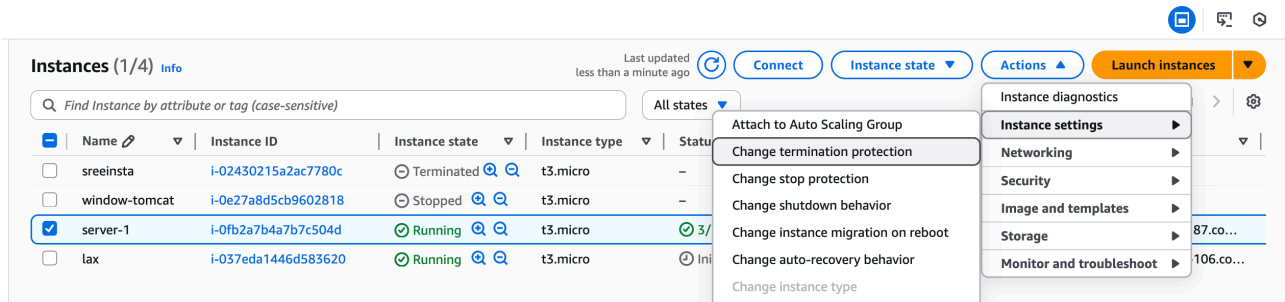 Instances (1/4) Info
Last updated
less than a minute ago
Connect
Instance state
Actions
Launch instances
Find Instance by attribute or tag (case-sensitive)
All states
Instance diagnostics
Instance settings
Networking
Security
Image and templates
Storage
Monitor and troubleshoot
Attach to Auto Scaling Group
Change termination protection
Change stop protection
Change shutdown behavior
Change instance migration on reboot
Change auto-recovery behavior
Change instance type
Name Instance ID Instance state Instance type Statu
sreeinsta i-02430215a2ac7780c Terminated t3.micro –
window-tomcat i-0e27a8d5cb9602818 Stopped t3.micro –
server-1 i-0fb2a7b4a7b7c504d Running t3.micro 3/ 87.co...
lax i-037eda1446d583620 Running t3.micro Ini -106.co...